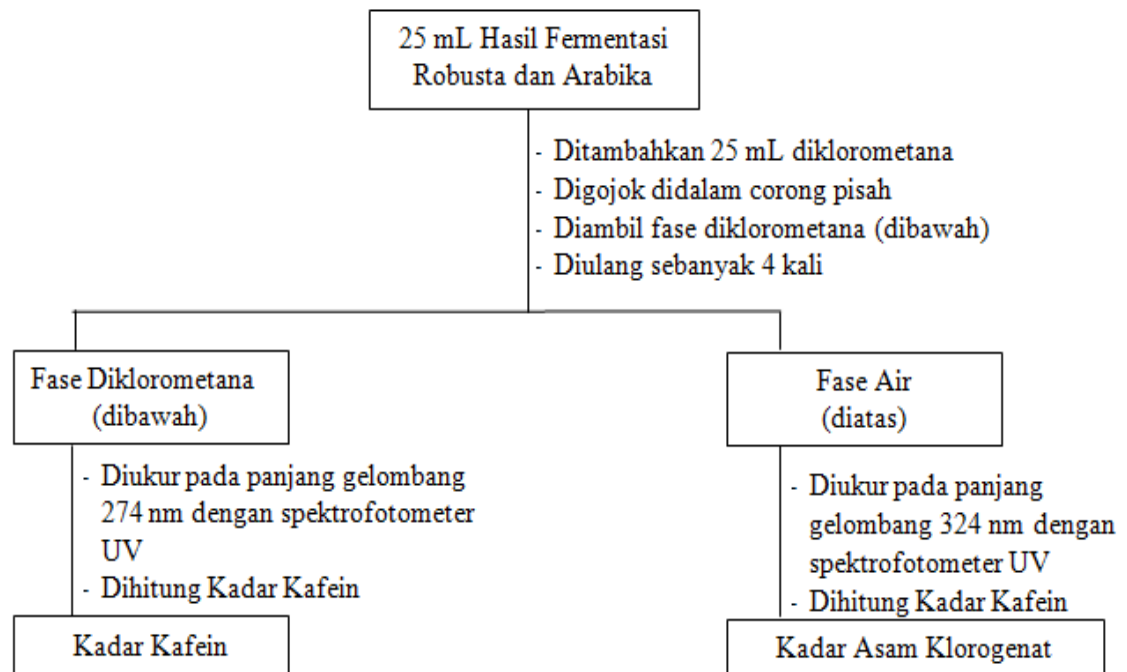 25 mL Hasil Fermentasi
Robusta dan Arabika
- Ditambahkan 25 mL diklorometana
- Digojok didalam corong pisah
- Diambil fase diklorometana (dibawah)
- Diulang sebanyak 4 kali
Fase Diklorometana
(dibawah)
- Diukur pada panjang gelombang
274 nm dengan spektrofotometer
UV
- Dihitung Kadar Kafein
Kadar Kafein
Fase Air
(diatas)
- Diukur pada panjang
gelombang 324 nm dengan
spektrofotometer UV
- Dihitung Kadar Kafein
Kadar Asam Klorogenat